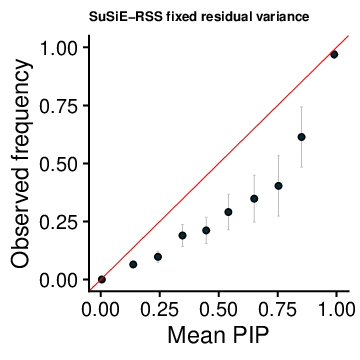 SuSiE−RSS fixed residual variance
Observed frequency
1.00
0.75
0.50
0.25
0.00
0.00 0.25 0.50 0.75 1.00
Mean PIP